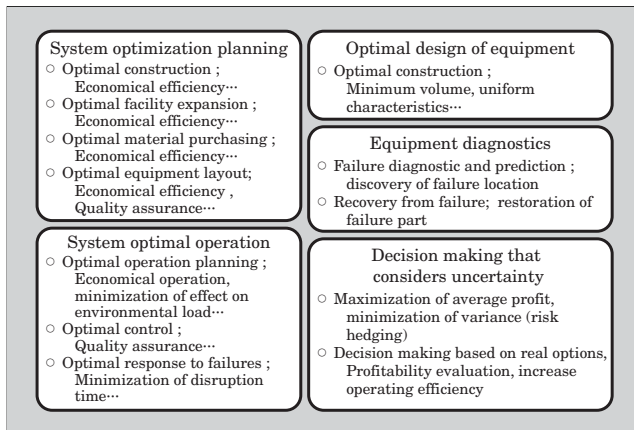 System optimization planning
○ Optimal construction ;
Economical efficiency…
○ Optimal facility expansion ;
Economical efficiency…
○ Optimal material purchasing ;
Economical efficiency…
○ Optimal equipment layout;
Economical efficiency ,
Quality assurance…
System optimal operation
○ Optimal operation planning ;
Economical operation,
minimization of effect on
environmental load…
○ Optimal control ;
Quality assurance…
○ Optimal response to failures ;
Minimization of disruption
time…
Optimal design of equipment
○ Optimal construction ;
Minimum volume, uniform
characteristics…
Equipment diagnostics
○ Failure diagnostic and prediction ;
discovery of failure location
○ Recovery from failure; restoration of
failure part
Decision making that
considers uncertainty
○ Maximization of average profit,
minimization of variance (risk
hedging)
○ Decision making based on real options,
Profitability evaluation, increase
operating efficiency